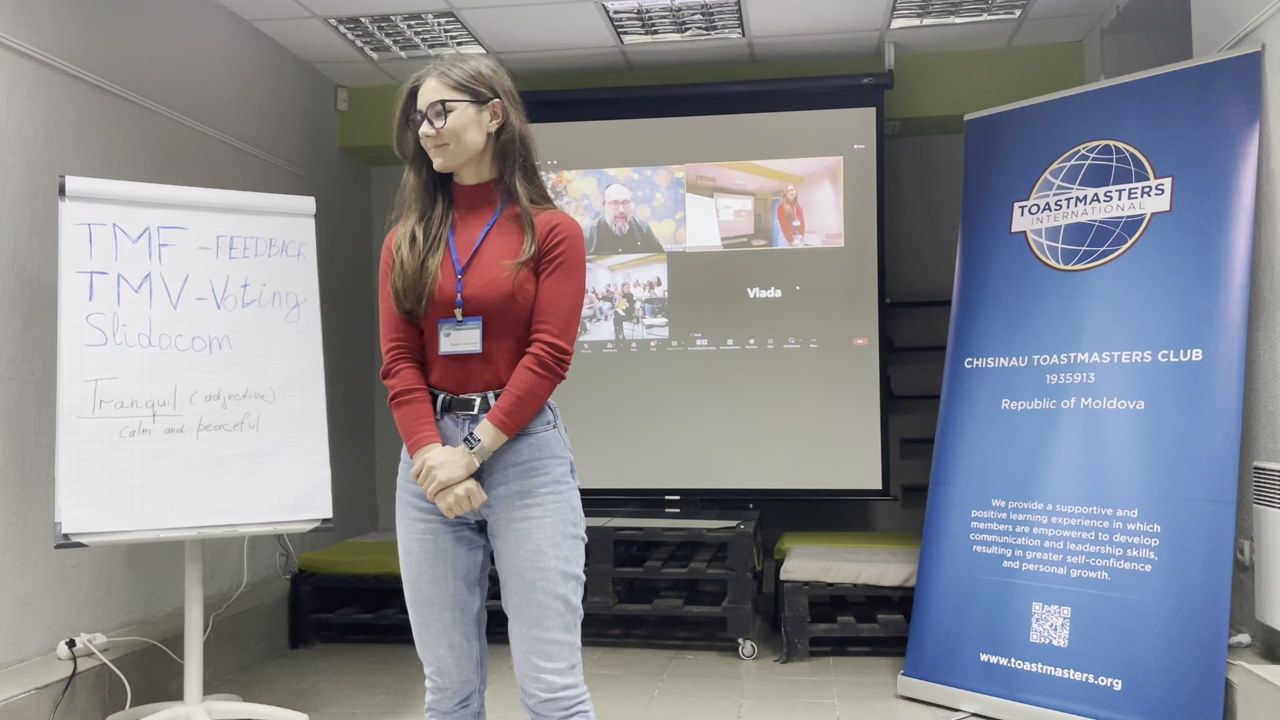 TMF - FEEDBACK
TMV - Voting
Slidocom
Tranquil (adjective)
calm and peaceful
Vlada
TOASTMASTERS
INTERNATIONAL
CHISINAU TOASTMASTERS CLUB
1935913
Republic of Moldova
We provide a supportive and
positive learning experience in which
members are empowered to develop
communication and leadership skills,
resulting in greater self-confidence
and personal growth.
www.toastmasters.org